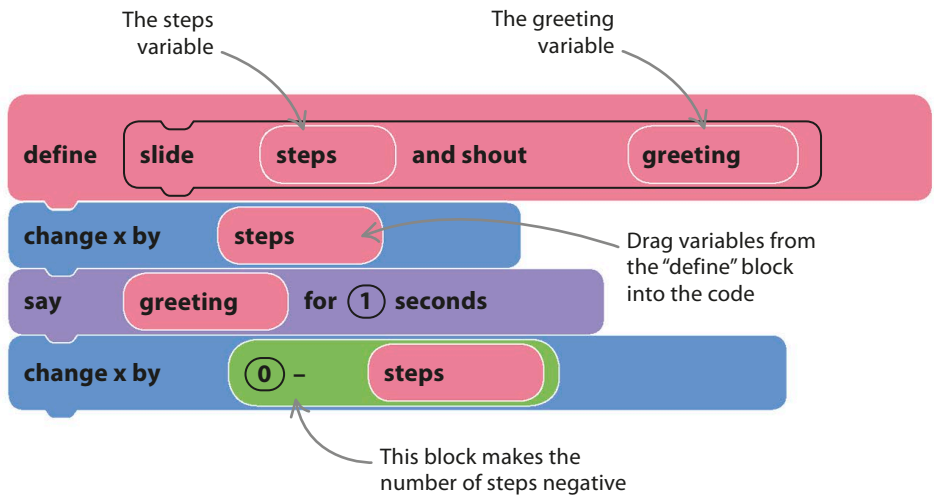 The steps
variable
The greeting
variable
define slide steps and shout greeting
change x by steps
Drag variables from
the “define” block
into the code
say greeting for 1 seconds
change x by 0 – steps
This block makes the
number of steps negative